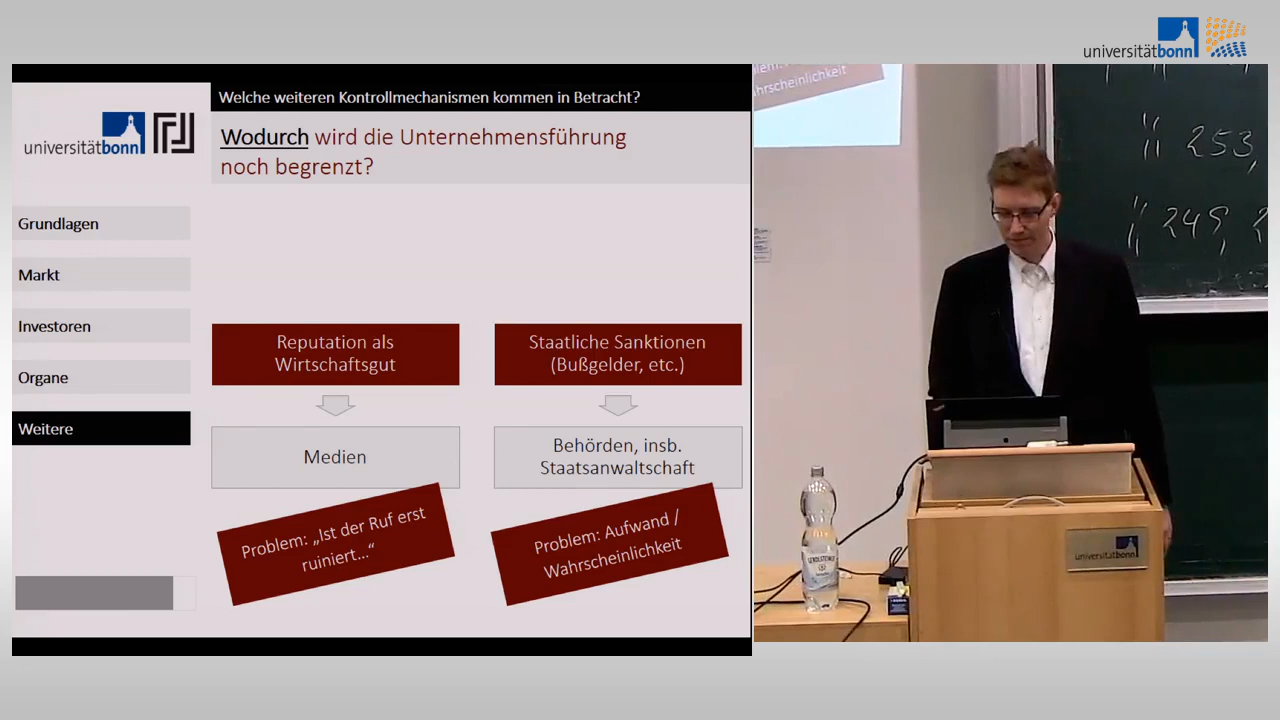 universitätbonn
Welche weiteren Kontrollmechanismen kommen in Betracht?
universitätbonn
Wodurch wird die Unternehmensführung
noch begrenzt?
Grundlagen
Markt
Investoren
Organe
Weitere
Reputation als
Wirtschaftsgut
Medien
Problem: „Ist der Ruf erst
ruiniert...“
Staatliche Sanktionen
(Bußgelder, etc.)
Behörden, insb.
Staatsanwaltschaft
Problem: Aufwand /
Wahrscheinlichkeit
hrscheinlichkeit
253,
249,
universitätbonn